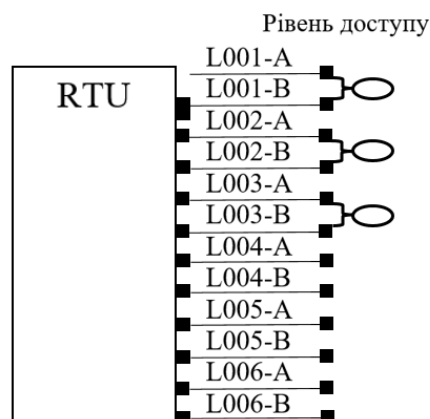 Рівень доступу
L001-A
RTU
L001-B
L002-A
L002-B
L003-A
L003-B
L004-A
L004-B
L005-A
L005-B
L006-A
L006-B